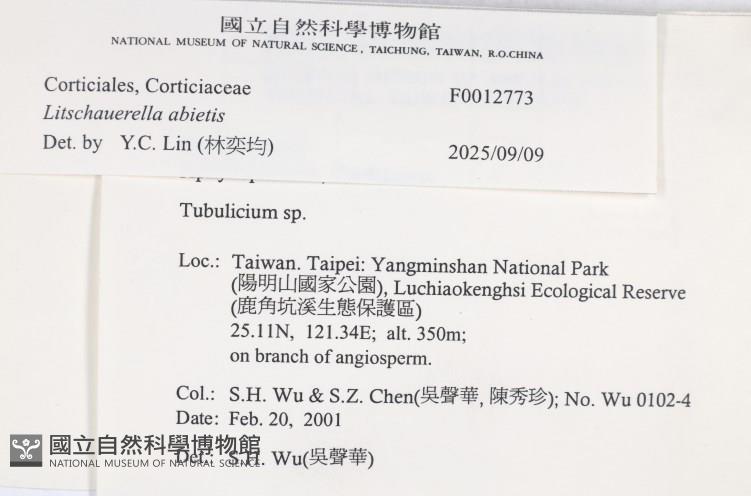 國立自然科學博物館
NATIONAL MUSEUM OF NATURAL SCIENCE, TAICHUNG, TAIWAN, R.O.CHINA
Corticiales, Corticiaceae
F0012773
Litschauerella abietis
Det. by Y.C. Lin (林奕均)
2025/09/09
Tubulicium sp.
Loc.: Taiwan. Taipei: Yangminshan National Park
(陽明山國家公園), Luchiaokenghsi Ecological Reserve
(鹿角坑溪生態保護區)
25.11N, 121.34E; alt. 350m;
on branch of angiosperm.
Col.: S.H. Wu & S.Z. Chen(吳聲華, 陳秀珍); No. Wu 0102-4
Date: Feb. 20, 2001
Det.: S.H. Wu(吳聲華)
國立自然科學博物館
NATIONAL MUSEUM OF NATURAL SCIENCE